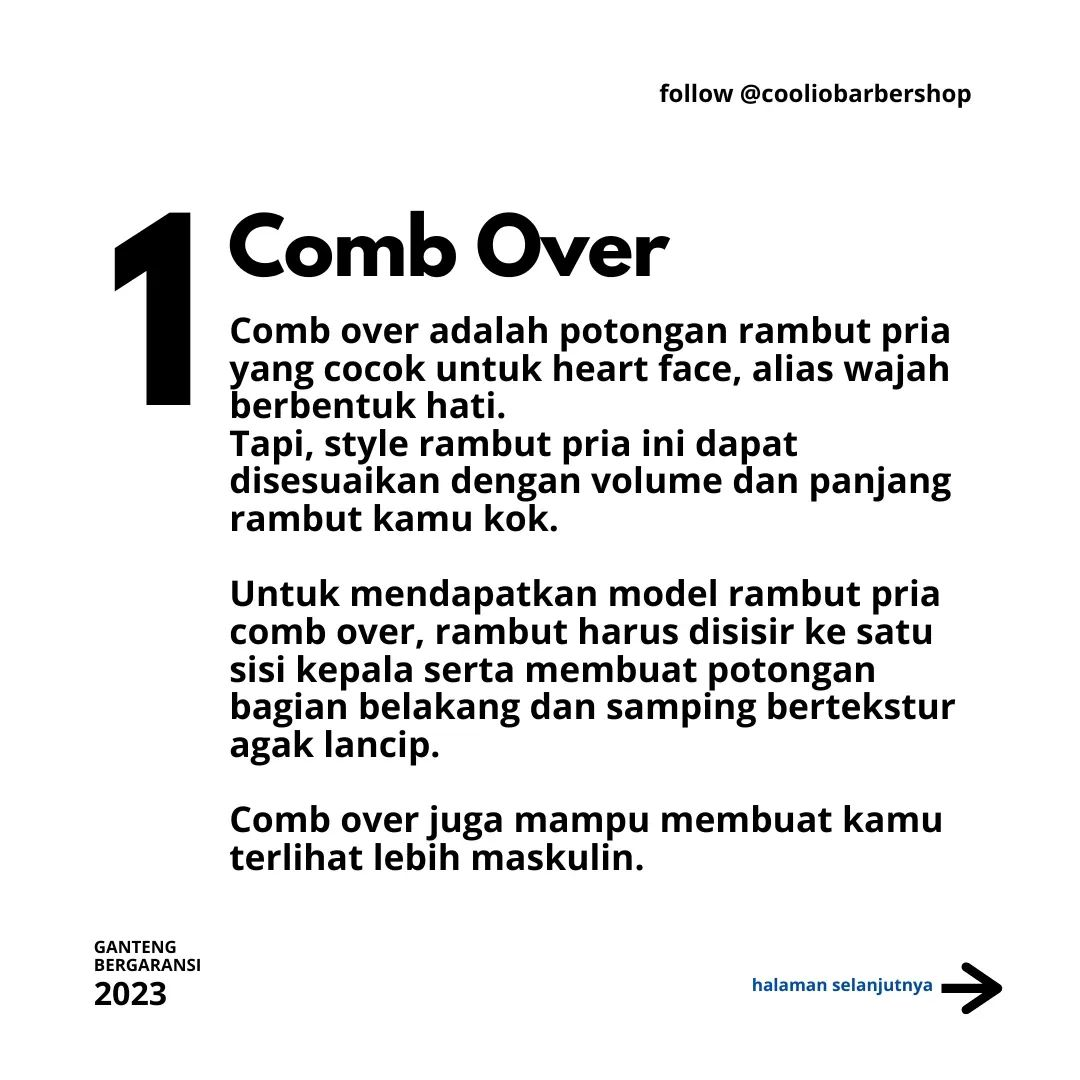 follow @cooliobarbershop
1
Comb Over
Comb over adalah potongan rambut pria
yang cocok untuk heart face, alias wajah
berbentuk hati.
Tapi, style rambut pria ini dapat
disesuaikan dengan volume dan panjang
rambut kamu kok.
Untuk mendapatkan model rambut pria
comb over, rambut harus disisir ke satu
sisi kepala serta membuat potongan
bagian belakang dan samping bertekstur
agak lancip.
Comb over juga mampu membuat kamu
terlihat lebih maskulin.
GANTENG
BERGARANSI
2023
halaman selanjutnya